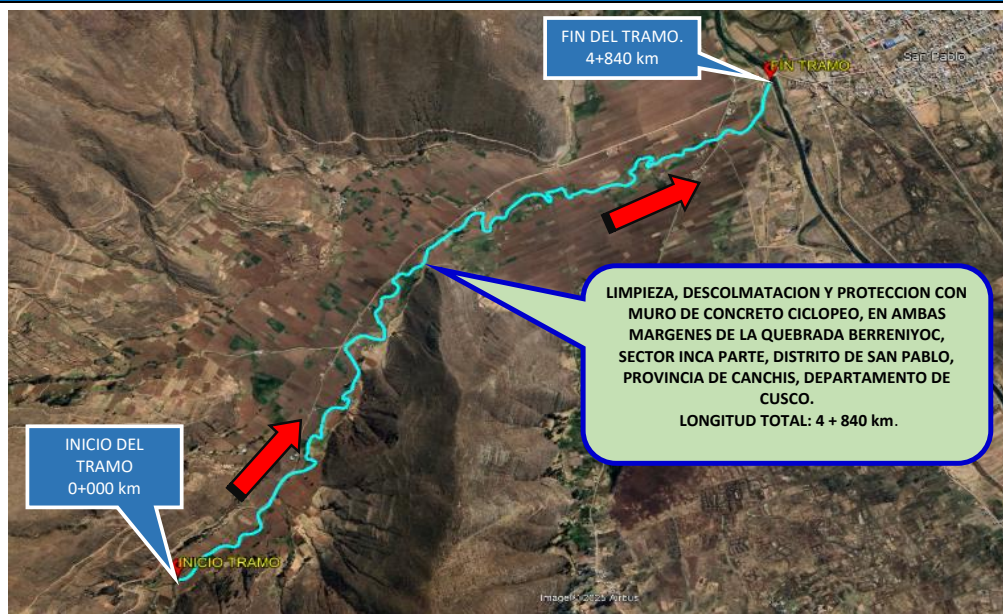 FIN DEL TRAMO.
4+840 km
FIN TRAMO
San Pablo
LIMPIEZA, DESCOLMATACION Y PROTECCION CON
MURO DE CONCRETO CICLOPEO, EN AMBAS
MARGENES DE LA QUEBRADA BERRENIYOC,
SECTOR INCA PARTE, DISTRITO DE SAN PABLO,
PROVINCIA DE CANCHIS, DEPARTAMENTO DE
CUSCO.
LONGITUD TOTAL: 4 + 840 km.
INICIO DEL
TRAMO
0+000 km
INICIO TRAMO
Image © 2025 Airbus